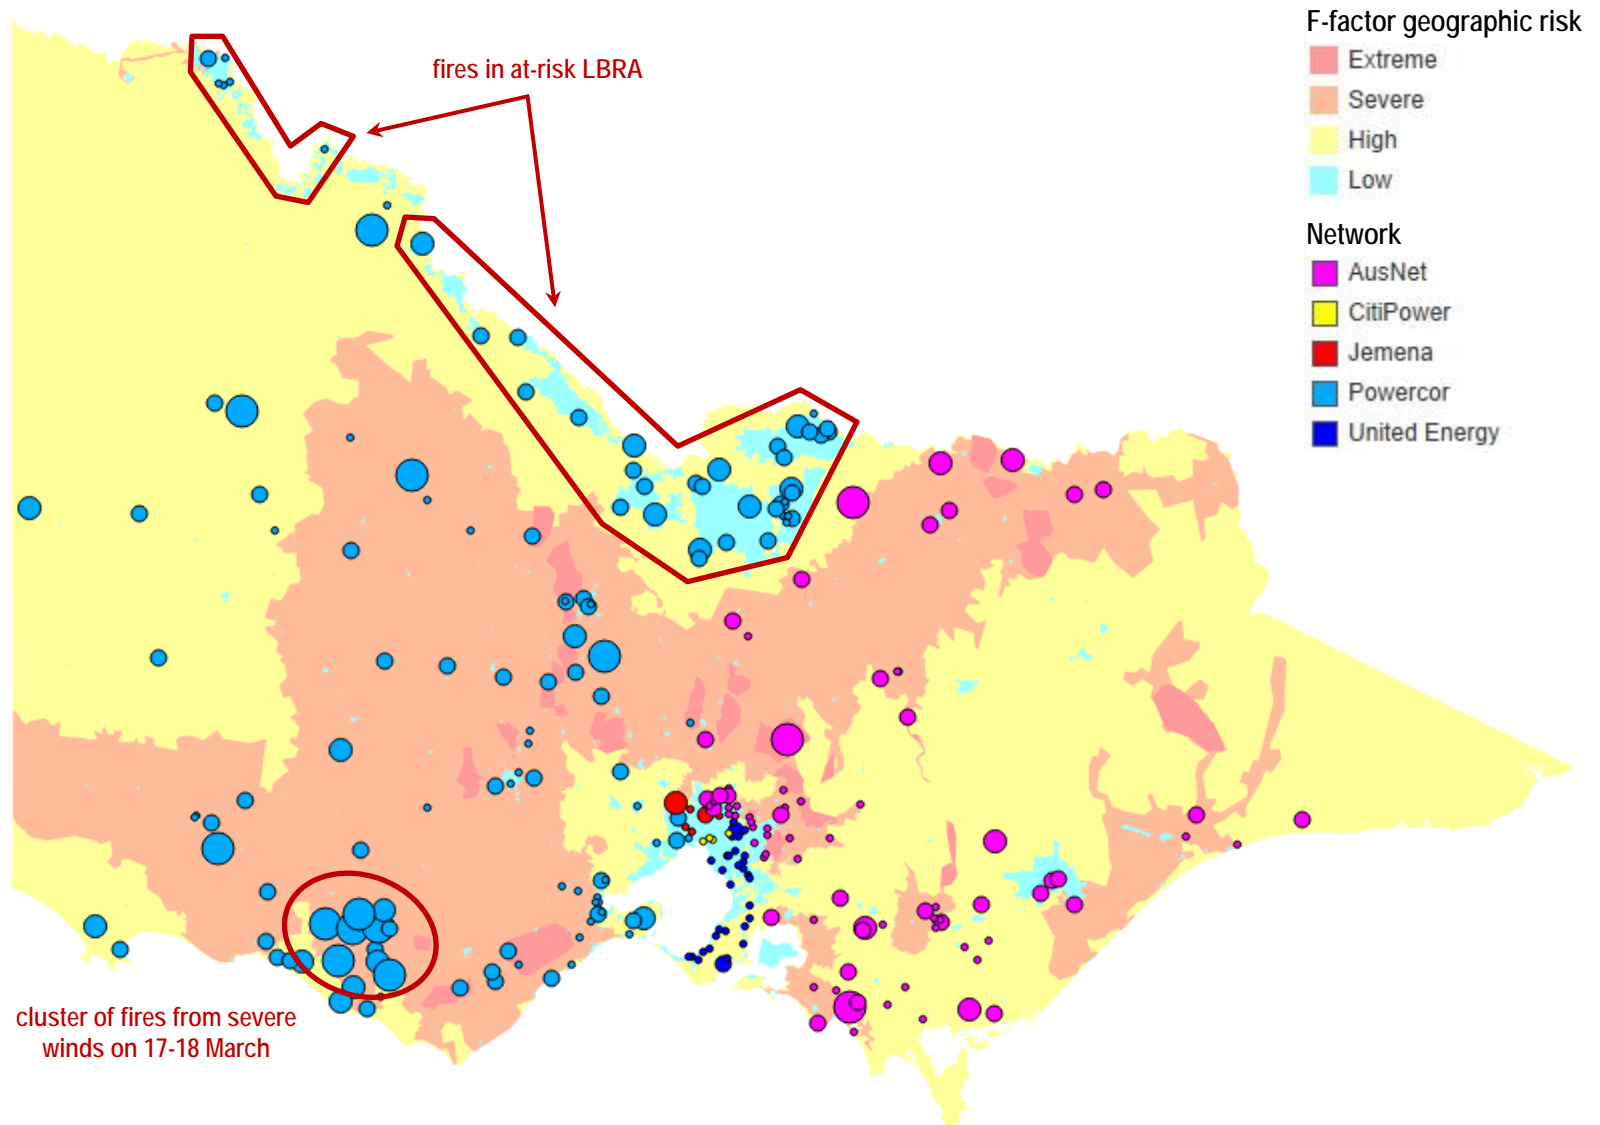 F-factor geographic risk
Extreme
Severe
High
Low
Network
AusNet
CitiPower
Jemena
Powercor
United Energy
fires in at-risk LBRA
cluster of fires from severe
winds on 17-18 March